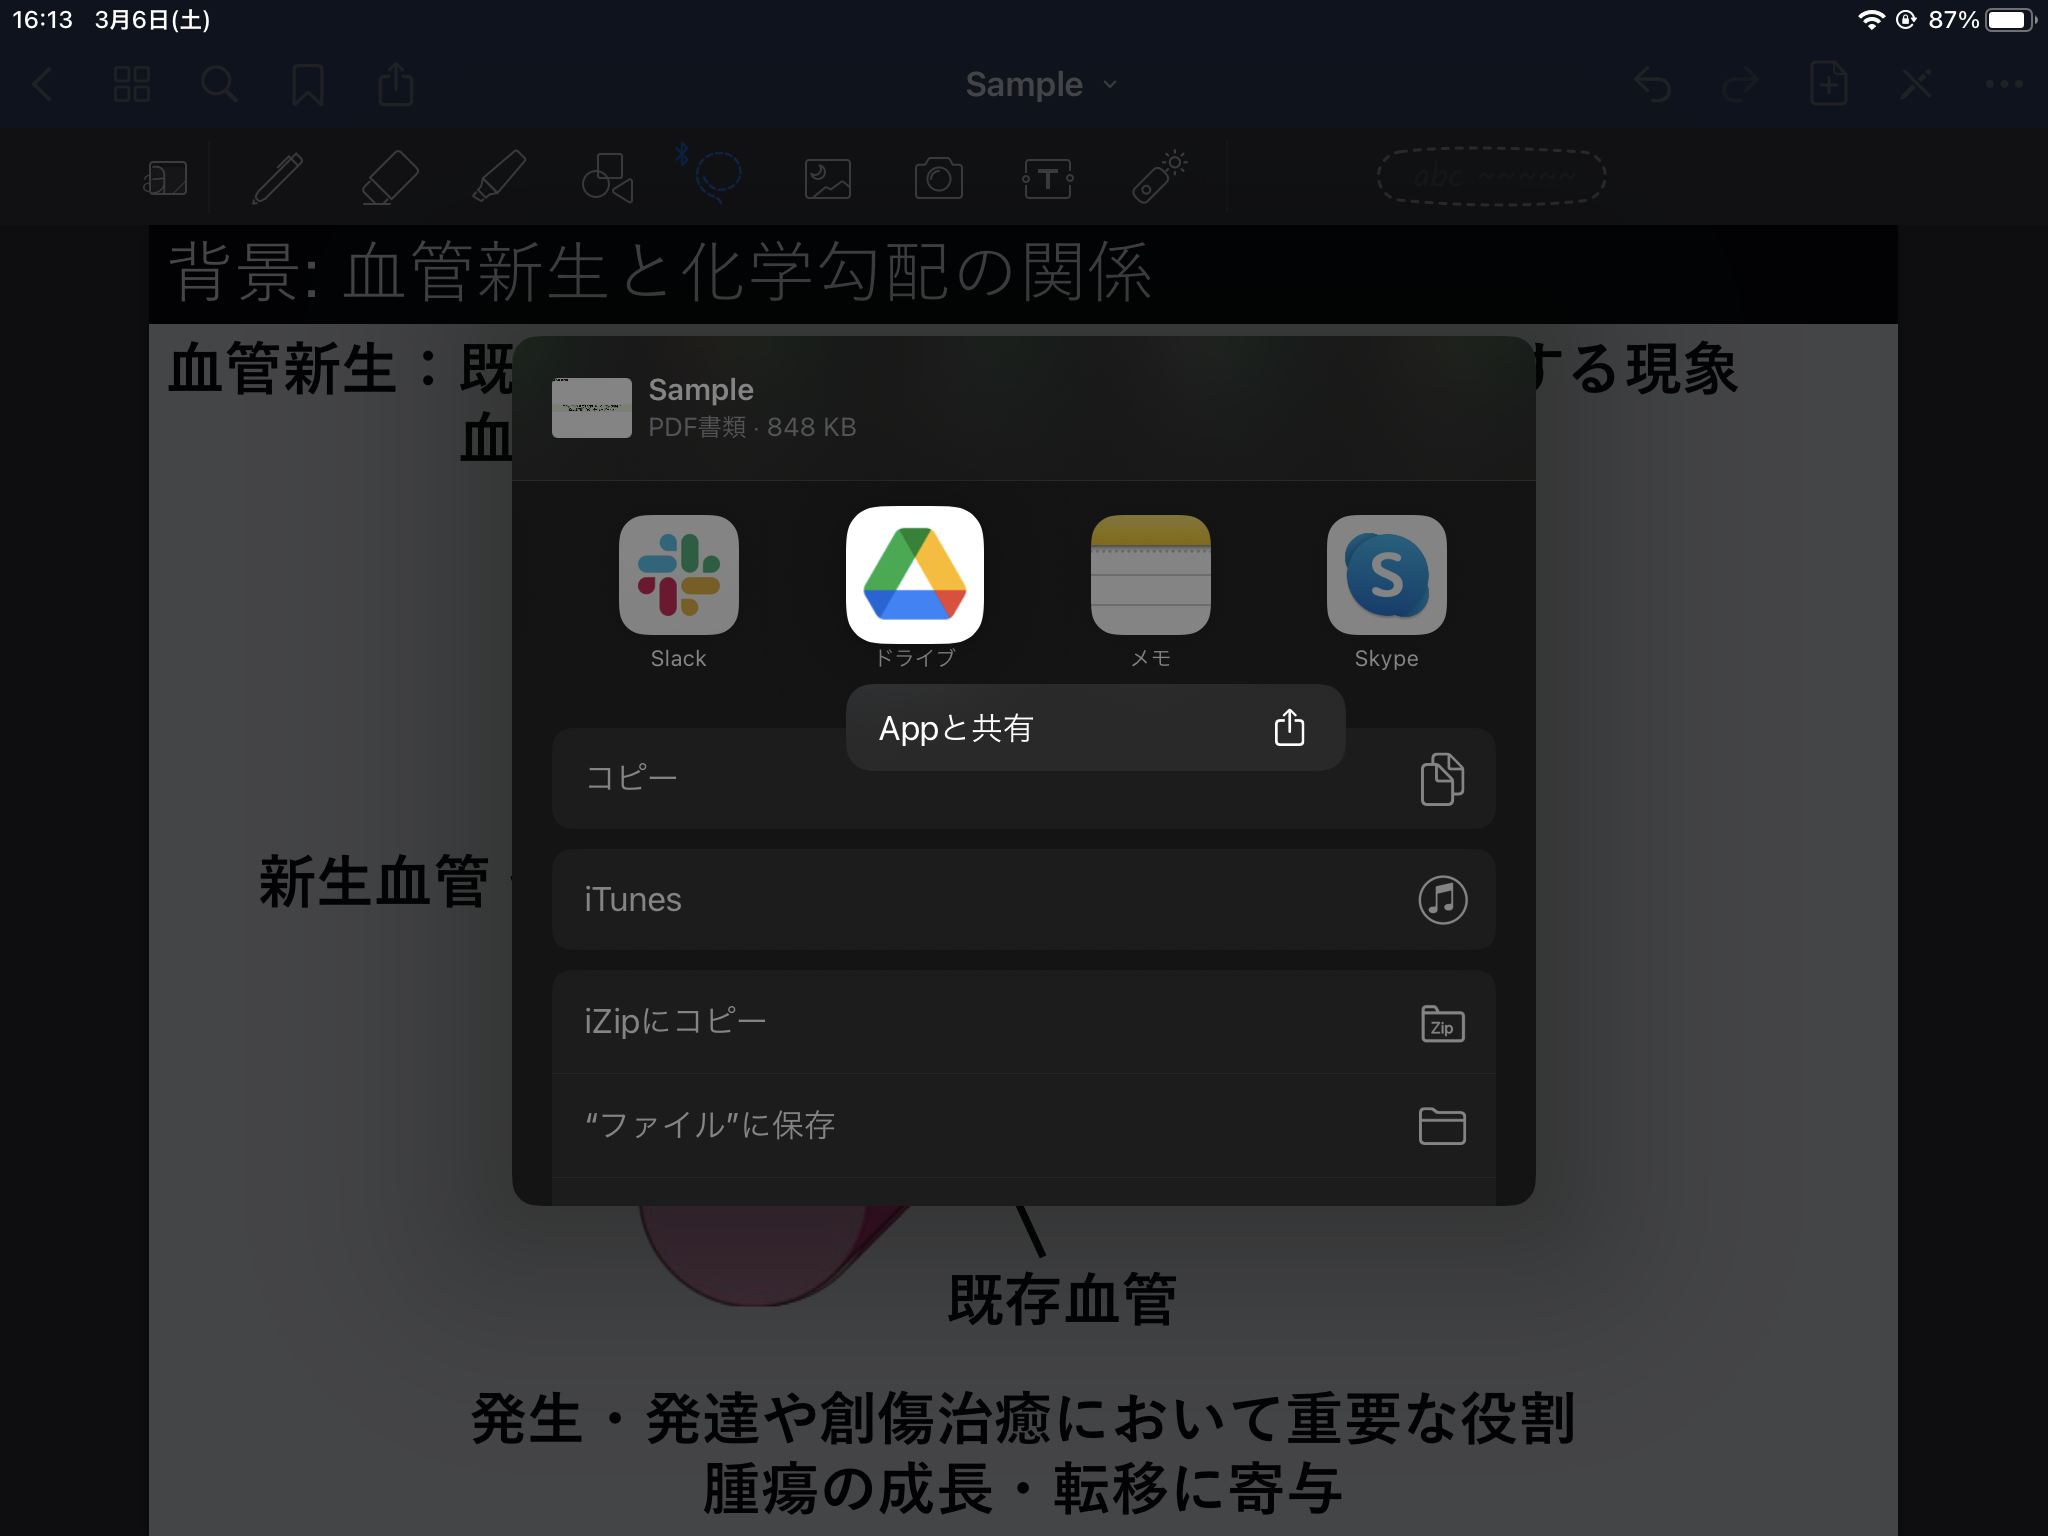 16:13 3月6日(土) 87%
Sample
abc
背景: 血管新生と化学勾配の関係
血管新生：既
する現象
血
Sample
PDF書類 · 848 KB
Slack
ドライブ
メモ
Skype
Appと共有
コピー
iTunes
新生血管
iZipにコピー
Zip
“ファイル”に保存
既存血管
発生・発達や創傷治癒において重要な役割
腫瘍の成長・転移に寄与